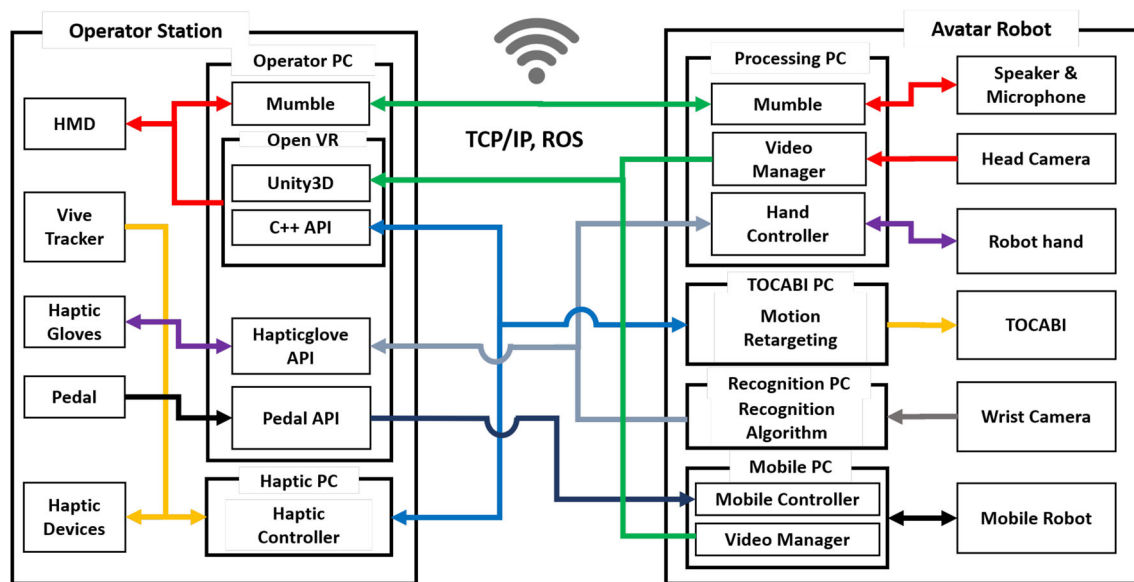 Operator Station
Operator PC
HMD
Mumble
Open VR
Unity3D
C++ API
Vive
Tracker
Haptic
Gloves
Hapticglove
API
Pedal
Pedal API
Haptic
Devices
Haptic PC
Haptic
Controller
TCP/IP, ROS
Avatar Robot
Processing PC
Mumble
Speaker &
Microphone
Video
Manager
Head Camera
Hand
Controller
Robot hand
TOCABI PC
Motion
Retargeting
TOCABI
Recognition PC
Recognition
Algorithm
Wrist Camera
Mobile PC
Mobile Controller
Video Manager
Mobile Robot